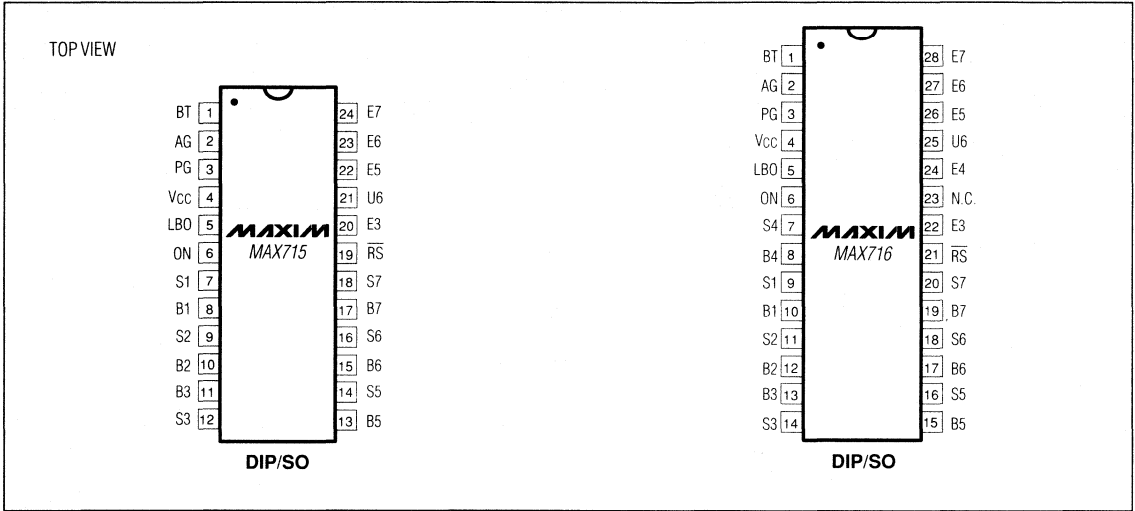 TOP VIEW
BT 1
AG 2
PG 3
Vcc 4
LBO 5
ON 6
S1 7
B1 8
S2 9
B2 10
B3 11
S3 12
24 E7
23 E6
22 E5
21 U6
20 E3
19 R̅S̅
18 S7
17 B7
16 S6
15 B6
14 S5
13 B5
MAXIM
MAX715
DIP/SO
BT 1
AG 2
PG 3
Vcc 4
LBO 5
ON 6
S4 7
B4 8
S1 9
B1 10
S2 11
B2 12
B3 13
S3 14
28 E7
27 E6
26 E5
25 U6
24 E4
23 N.C.
22 E3
21 R̅S̅
20 S7
19 B7
18 S6
17 B6
16 S5
15 B5
MAXIM
MAX716
DIP/SO